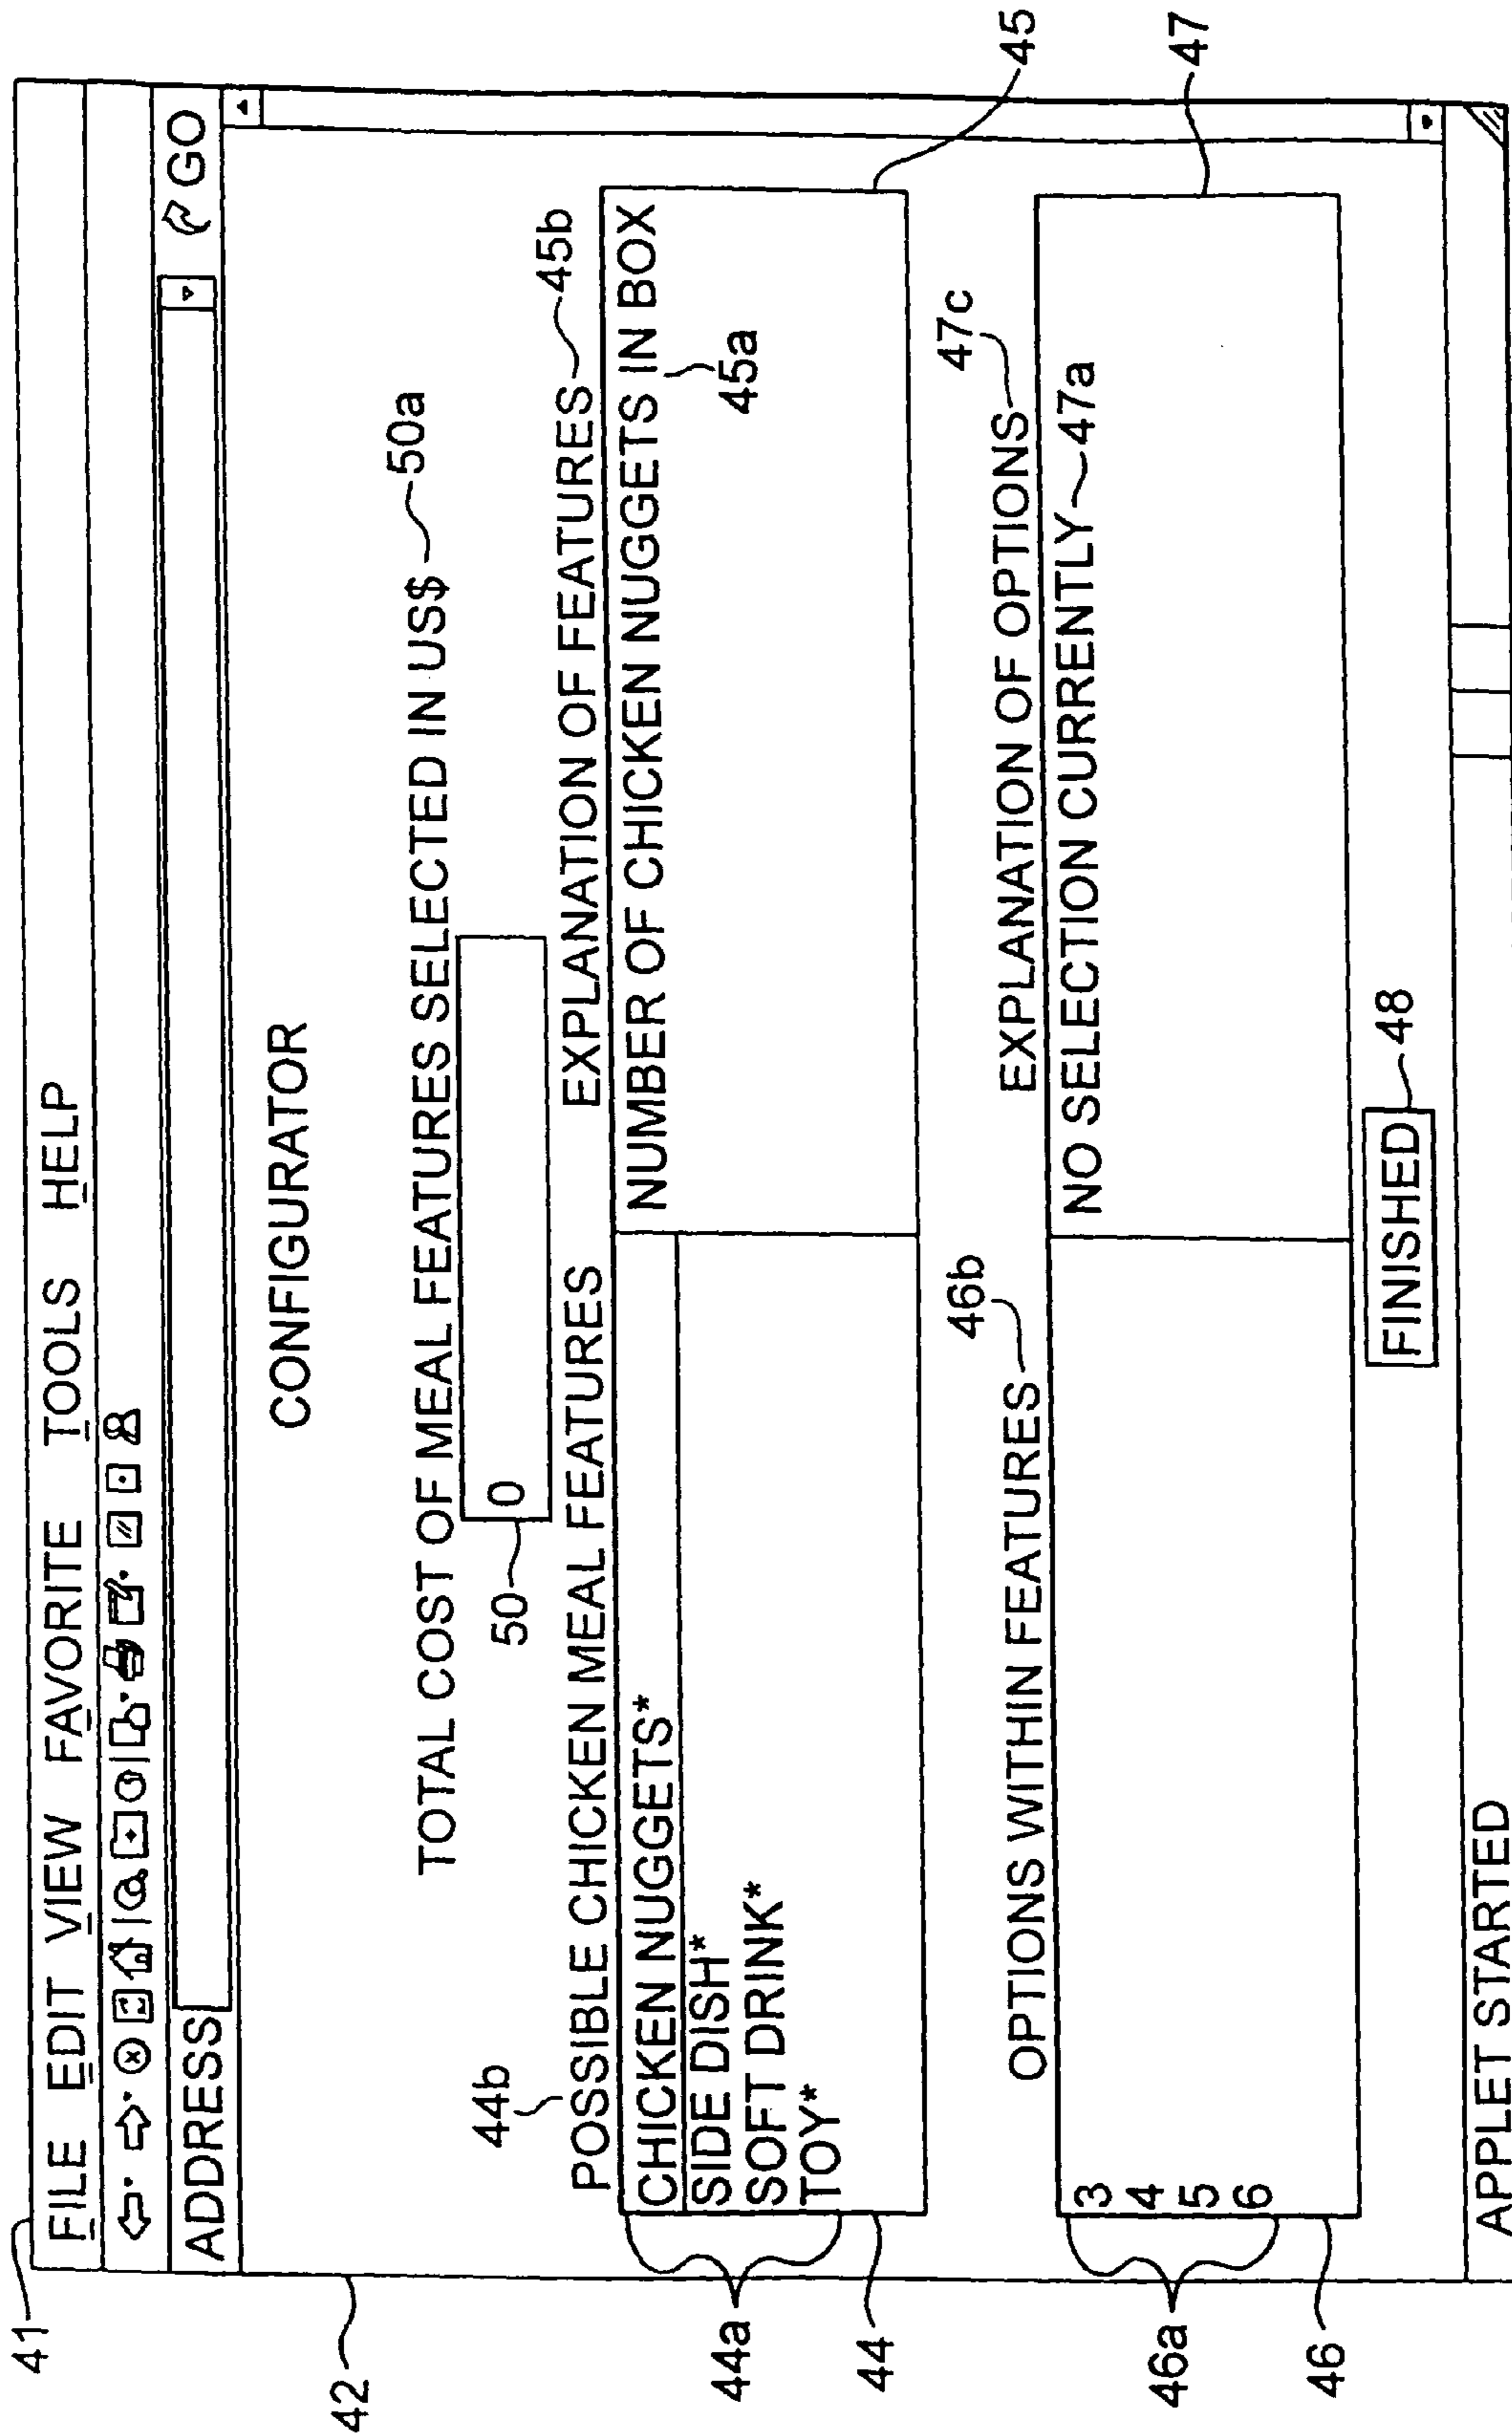 41
FILE EDIT VIEW FAVORITE TOOLS HELP
ADDRESS GO
42
CONFIGURATOR
TOTAL COST OF MEAL FEATURES SELECTED IN US$ 50a
50 0
44b
POSSIBLE CHICKEN MEAL FEATURES
EXPLANATION OF FEATURES 45b
CHICKEN NUGGETS*
SIDE DISH*
SOFT DRINK*
TOY*
NUMBER OF CHICKEN NUGGETS IN BOX
45a
44a
44
45
OPTIONS WITHIN FEATURES 46b
EXPLANATION OF OPTIONS 47c
3
4
5
6
NO SELECTION CURRENTLY 47a
46a
46
47
FINISHED 48
APPLET STARTED